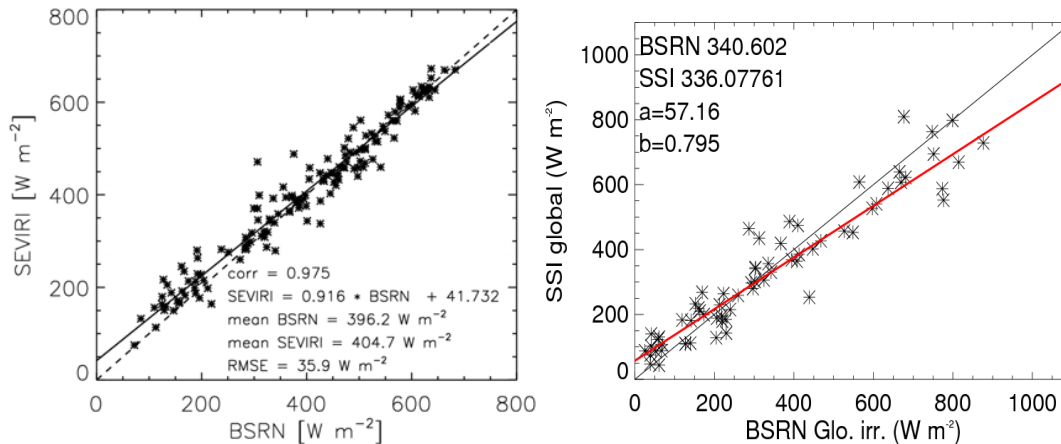 800
600
400
200
0
SEVIRI [W m⁻²]
corr = 0.975
SEVIRI = 0.916 * BSRN + 41.732
mean BSRN = 396.2 W m⁻²
mean SEVIRI = 404.7 W m⁻²
RMSE = 35.9 W m⁻²
0 200 400 600 800
BSRN [W m⁻²]
1000
800
600
400
200
0
SSI global (W m⁻²)
BSRN 340.602
SSI 336.07761
a=57.16
b=0.795
0 200 400 600 800 1000
BSRN Glo. irr. (W m⁻²)